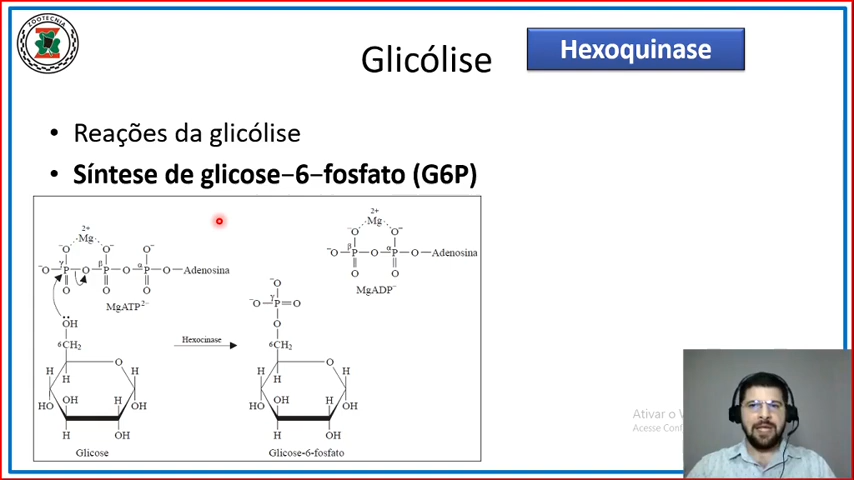 ZOOTECNIA
Z
Glicólise
Hexoquinase
• Reações da glicólise
• Síntese de glicose–6–fosfato (G6P)
2+
Mg
⁻O O⁻ O⁻
⁻O—P—O—P—O—P—O—Adenosina
γ β α
O O O
MgATP²⁻
2+
Mg
⁻O O⁻
⁻O—P—O—P—O—Adenosina
β α
O O
MgADP⁻
⁻O
γ
⁻O—P=O
O
OH
⁶CH₂
Hexocinase
⁶CH₂
O
H H
H
OH H
HO OH
H OH
Glicose
O
H H
H
OH H
HO OH
H OH
Glicose-6-fosfato
Ativar o
Acesse Conf